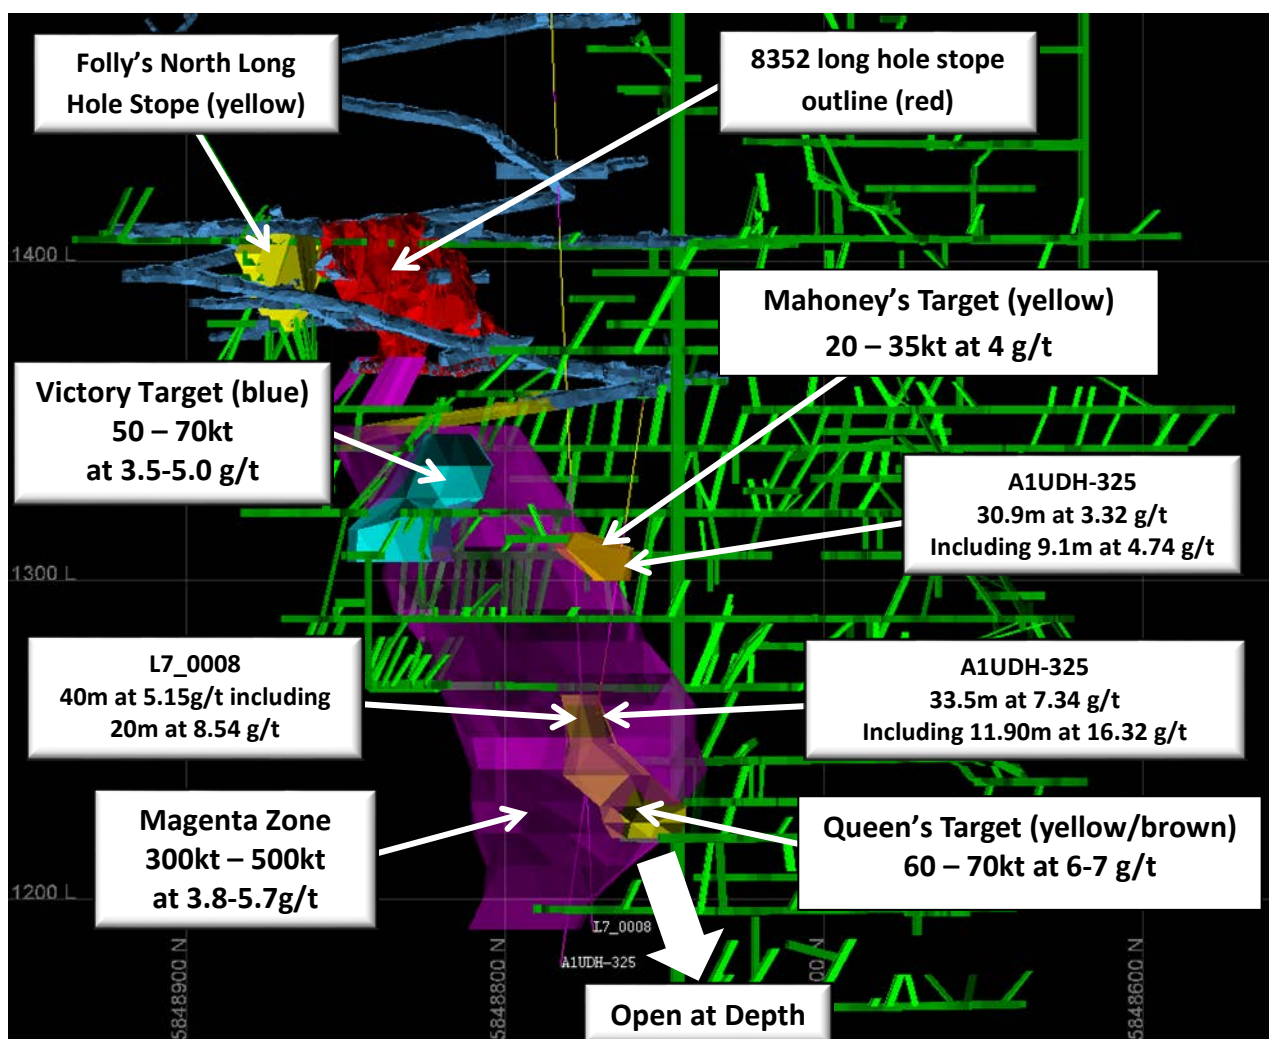 Folly's North Long
Hole Stope (yellow)
8352 long hole stope
outline (red)
1400 L
Mahoney's Target (yellow)
20 – 35kt at 4 g/t
Victory Target (blue)
50 – 70kt
at 3.5-5.0 g/t
A1UDH-325
30.9m at 3.32 g/t
Including 9.1m at 4.74 g/t
1300 L
L7_0008
40m at 5.15g/t including
20m at 8.54 g/t
A1UDH-325
33.5m at 7.34 g/t
Including 11.90m at 16.32 g/t
Magenta Zone
300kt – 500kt
at 3.8-5.7g/t
Queen's Target (yellow/brown)
60 – 70kt at 6-7 g/t
1200 L
L7_0008
A1UDH-325
5848900 N
5848800 N
N
5848600 N
Open at Depth